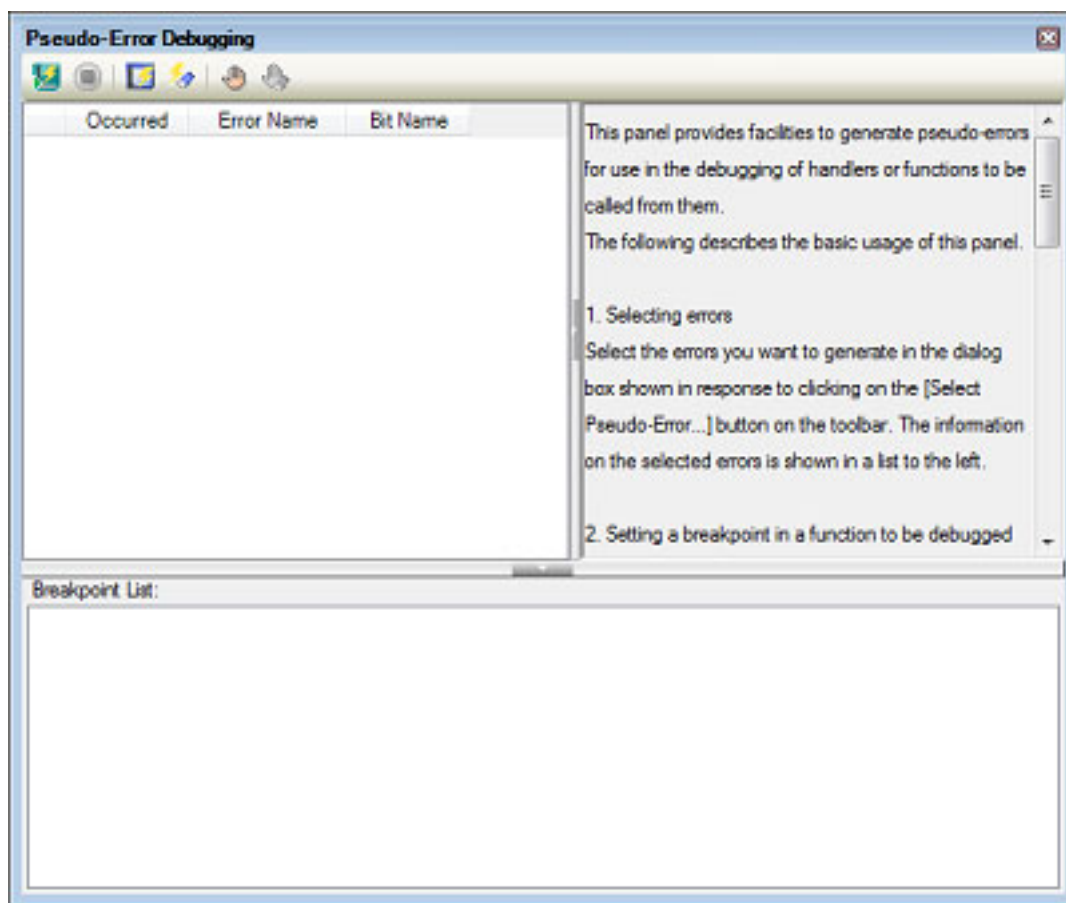 Pseudo-Error Debugging
Occurred Error Name Bit Name
This panel provides facilities to generate pseudo-errors
for use in the debugging of handlers or functions to be
called from them.
The following describes the basic usage of this panel.
1. Selecting errors
Select the errors you want to generate in the dialog
box shown in response to clicking on the [Select
Pseudo-Error...] button on the toolbar. The information
on the selected errors is shown in a list to the left.
2. Setting a breakpoint in a function to be debugged
Breakpoint List: